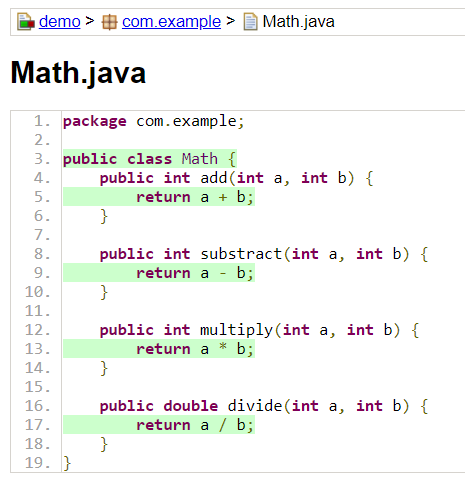 demo > com.example > Math.java
Math.java
1. package com.example;
2.
3. public class Math {
4.     public int add(int a, int b) {
5.         return a + b;
6.     }
7.
8.     public int substract(int a, int b) {
9.         return a - b;
10.     }
11.
12.     public int multiply(int a, int b) {
13.         return a * b;
14.     }
15.
16.     public double divide(int a, int b) {
17.         return a / b;
18.     }
19. }